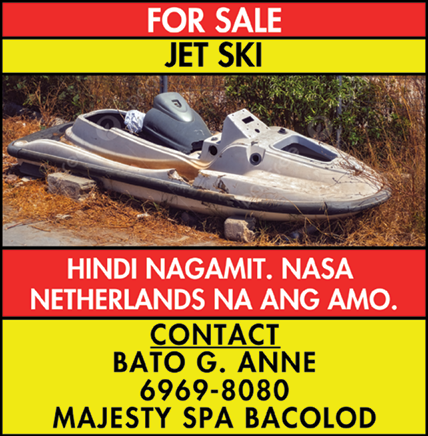 FOR SALE
JET SKI
HINDI NAGAMIT. NASA
NETHERLANDS NA ANG AMO.
CONTACT
BATO G. ANNE
6969-8080
MAJESTY SPA BACOLOD